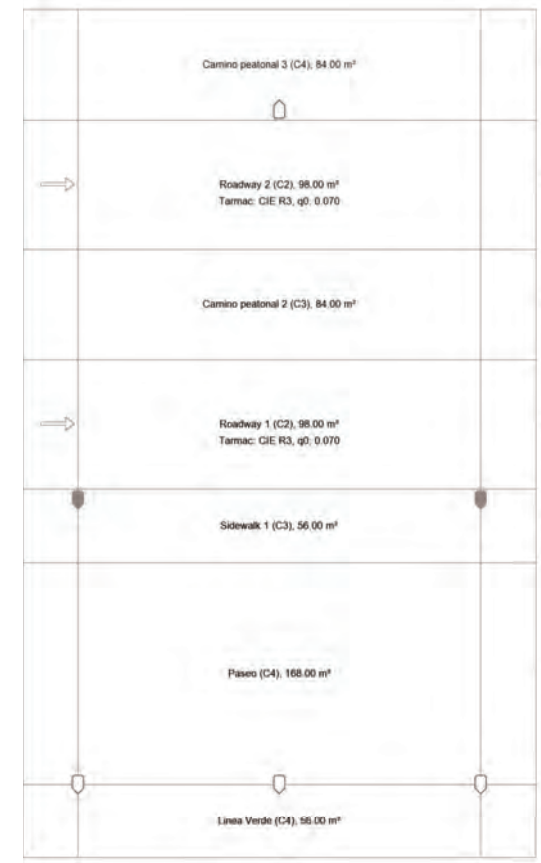 Camino peatonal 3 (C4), 84.00 m²
Roadway 2 (C2), 98.00 m²
Tarmac: CIE R3, q0: 0.070
Camino peatonal 2 (C3), 84.00 m²
Roadway 1 (C2), 98.00 m²
Tarmac: CIE R3, q0: 0.070
Sidewalk 1 (C3), 56.00 m²
Paseo (C4), 168.00 m²
Linea Verde (C4), 56.00 m²